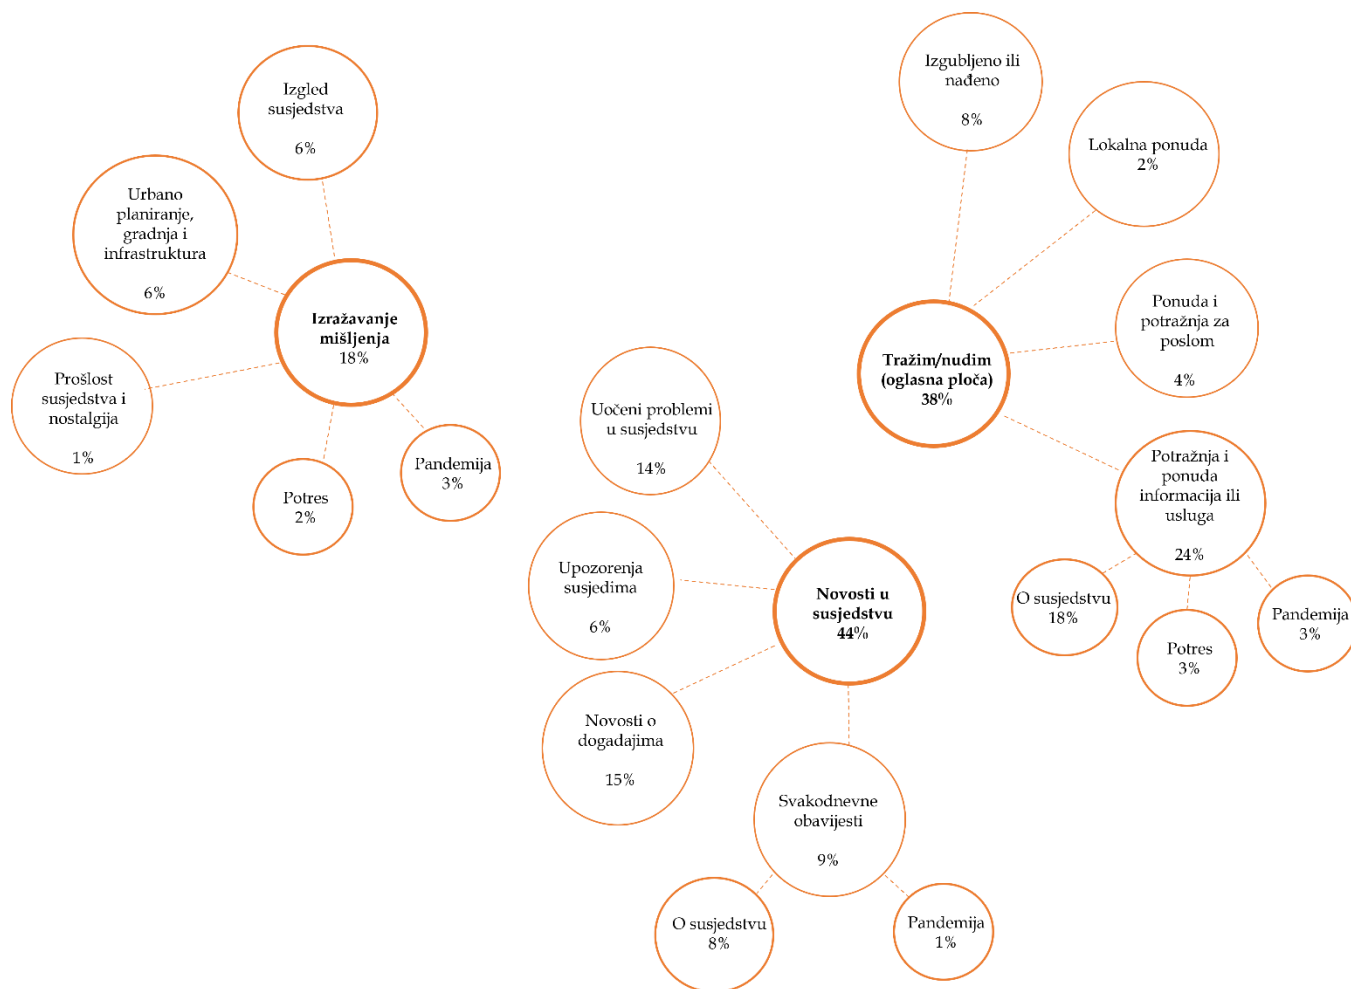 Izgled
susjedstva
6%
Urbano
planiranje,
gradnja i
infrastruktura
6%
Izražavanje
mišljenja
18%
Prošlost
susjedstva i
nostalgija
1%
Potres
2%
Pandemija
3%
Izgubljeno ili
nađeno
8%
Lokalna ponuda
2%
Ponuda i
potražnja za
poslom
4%
Tražim/nudim
(oglasna ploča)
38%
Potražnja i
ponuda
informacija ili
usluga
24%
O susjedstvu
18%
Potres
3%
Pandemija
3%
Uočeni problemi
u susjedstvu
14%
Upozorenja
susjedima
6%
Novosti u
susjedstvu
44%
Novosti o
događajima
15%
Svakodnevne
obavijesti
9%
O susjedstvu
8%
Pandemija
1%